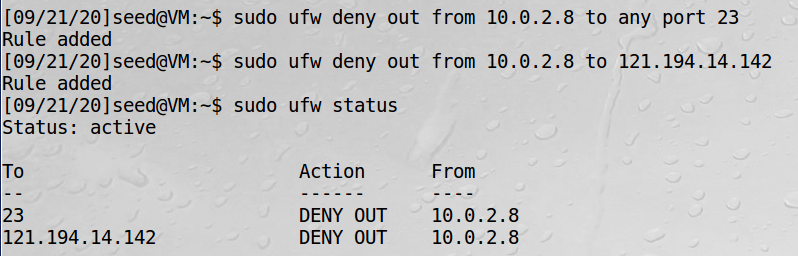 [09/21/20]seed@VM:~$ sudo ufw deny out from 10.0.2.8 to any port 23
Rule added
[09/21/20]seed@VM:~$ sudo ufw deny out from 10.0.2.8 to 121.194.14.142
Rule added
[09/21/20]seed@VM:~$ sudo ufw status
Status: active
To                         Action      From
--                         ------      ----
23                         DENY OUT    10.0.2.8
121.194.14.142             DENY OUT    10.0.2.8